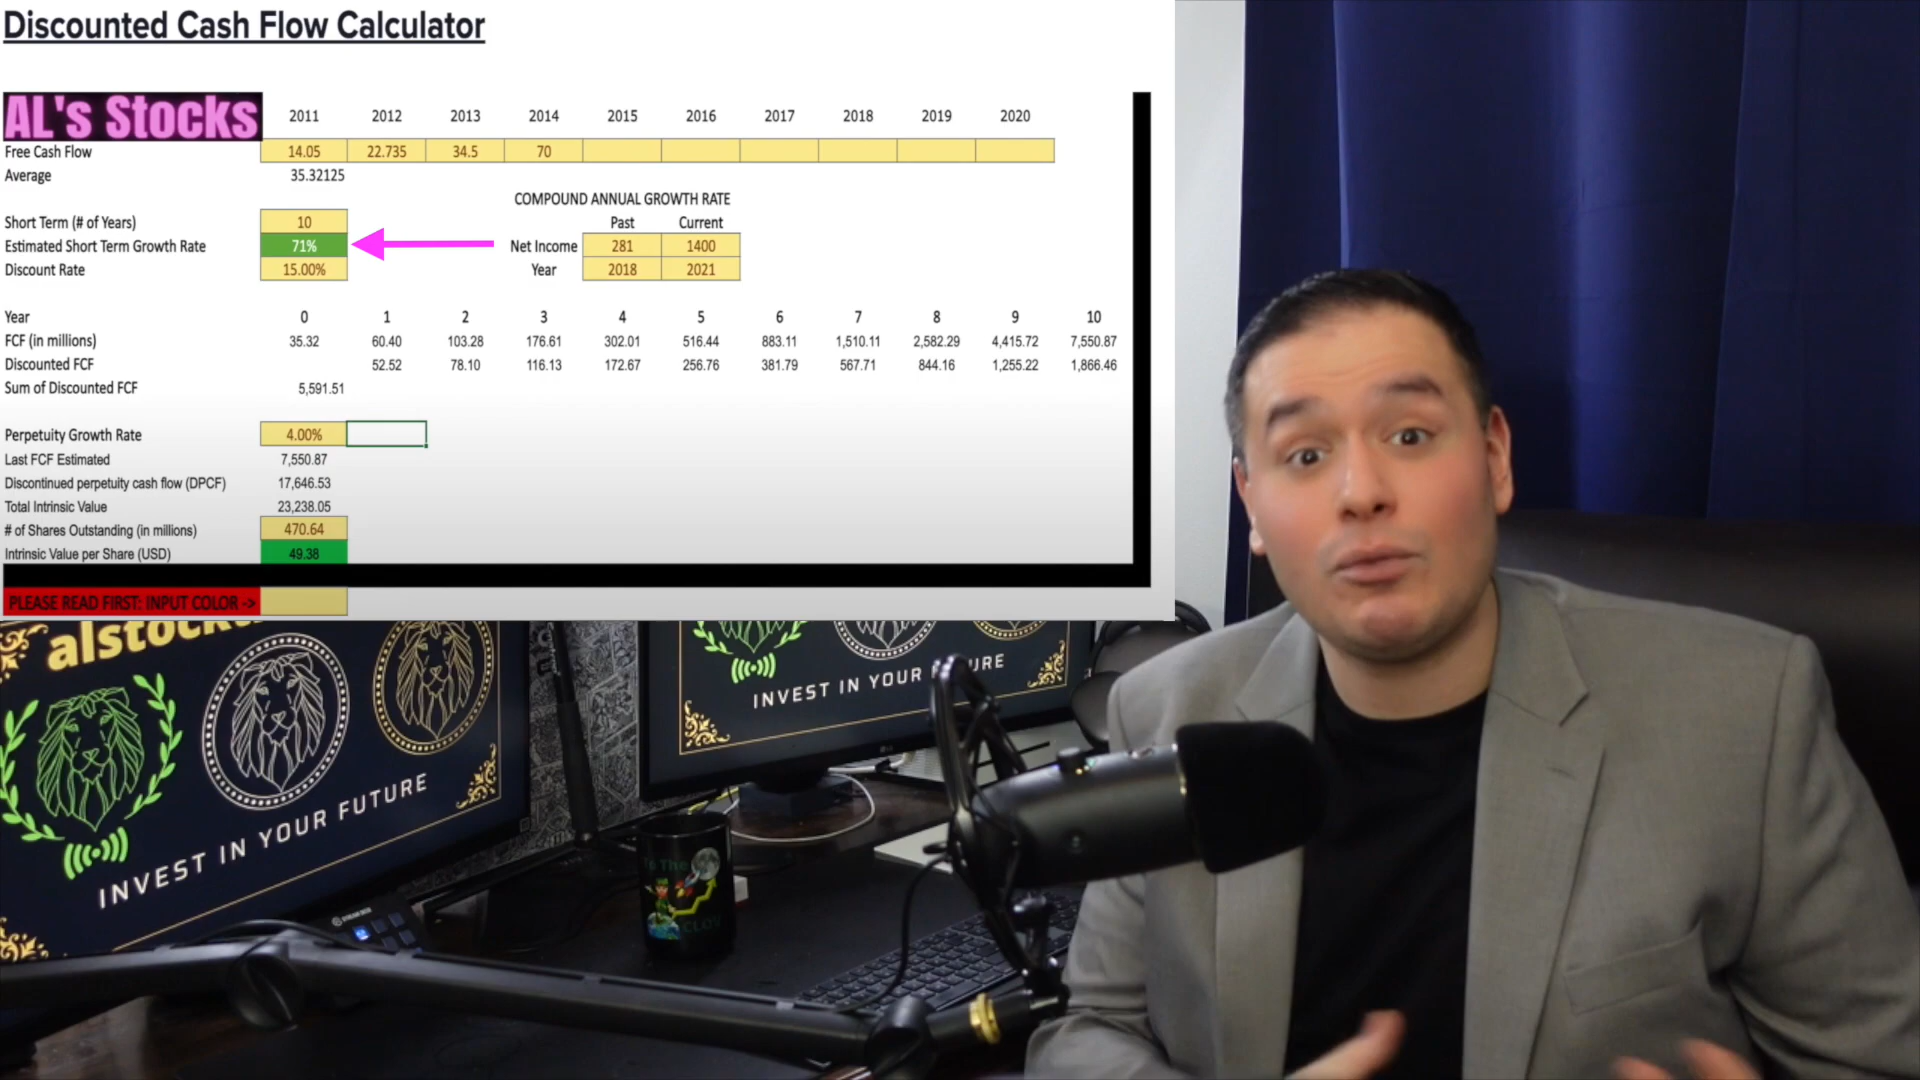 Discounted Cash Flow Calculator
AL's Stocks 2011 2012 2013 2014 2015 2016 2017 2018 2019 2020
Free Cash Flow 14.05 22.735 34.5 70
Average 35.32125
COMPOUND ANNUAL GROWTH RATE
Short Term (# of Years) 10 Past Current
Estimated Short Term Growth Rate 71% Net Income 281 1400
Discount Rate 15.00% Year 2018 2021
Year 0 1 2 3 4 5 6 7 8 9 10
FCF (in millions) 35.32 60.40 103.28 176.61 302.01 516.44 883.11 1,510.11 2,582.29 4,415.72 7,550.87
Discounted FCF 52.52 78.10 116.13 172.67 256.76 381.79 567.71 844.16 1,255.22 1,866.46
Sum of Discounted FCF 5,591.51
Perpetuity Growth Rate 4.00%
Last FCF Estimated 7,550.87
Discontinued perpetuity cash flow (DPCF) 17,646.53
Total Intrinsic Value 23,238.05
# of Shares Outstanding (in millions) 470.64
Intrinsic Value per Share (USD) 49.38
PLEASE READ FIRST: INPUT COLOR ->
INVEST IN YOUR FUTURE
INVEST IN YOUR URE
To The
CLOV